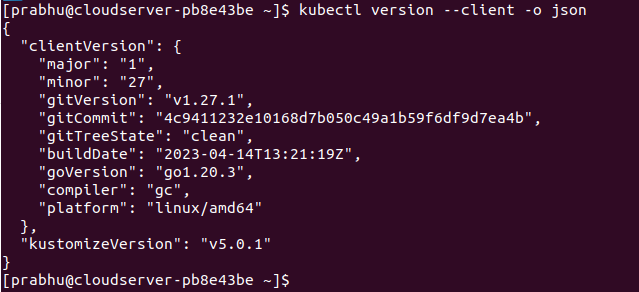 [prabhu@cloudserver-pb8e43be ~]$ kubectl version --client -o json
{
  "clientVersion": {
    "major": "1",
    "minor": "27",
    "gitVersion": "v1.27.1",
    "gitCommit": "4c9411232e10168d7b050c49a1b59f6df9d7ea4b",
    "gitTreeState": "clean",
    "buildDate": "2023-04-14T13:21:19Z",
    "goVersion": "go1.20.3",
    "compiler": "gc",
    "platform": "linux/amd64"
  },
  "kustomizeVersion": "v5.0.1"
}
[prabhu@cloudserver-pb8e43be ~]$